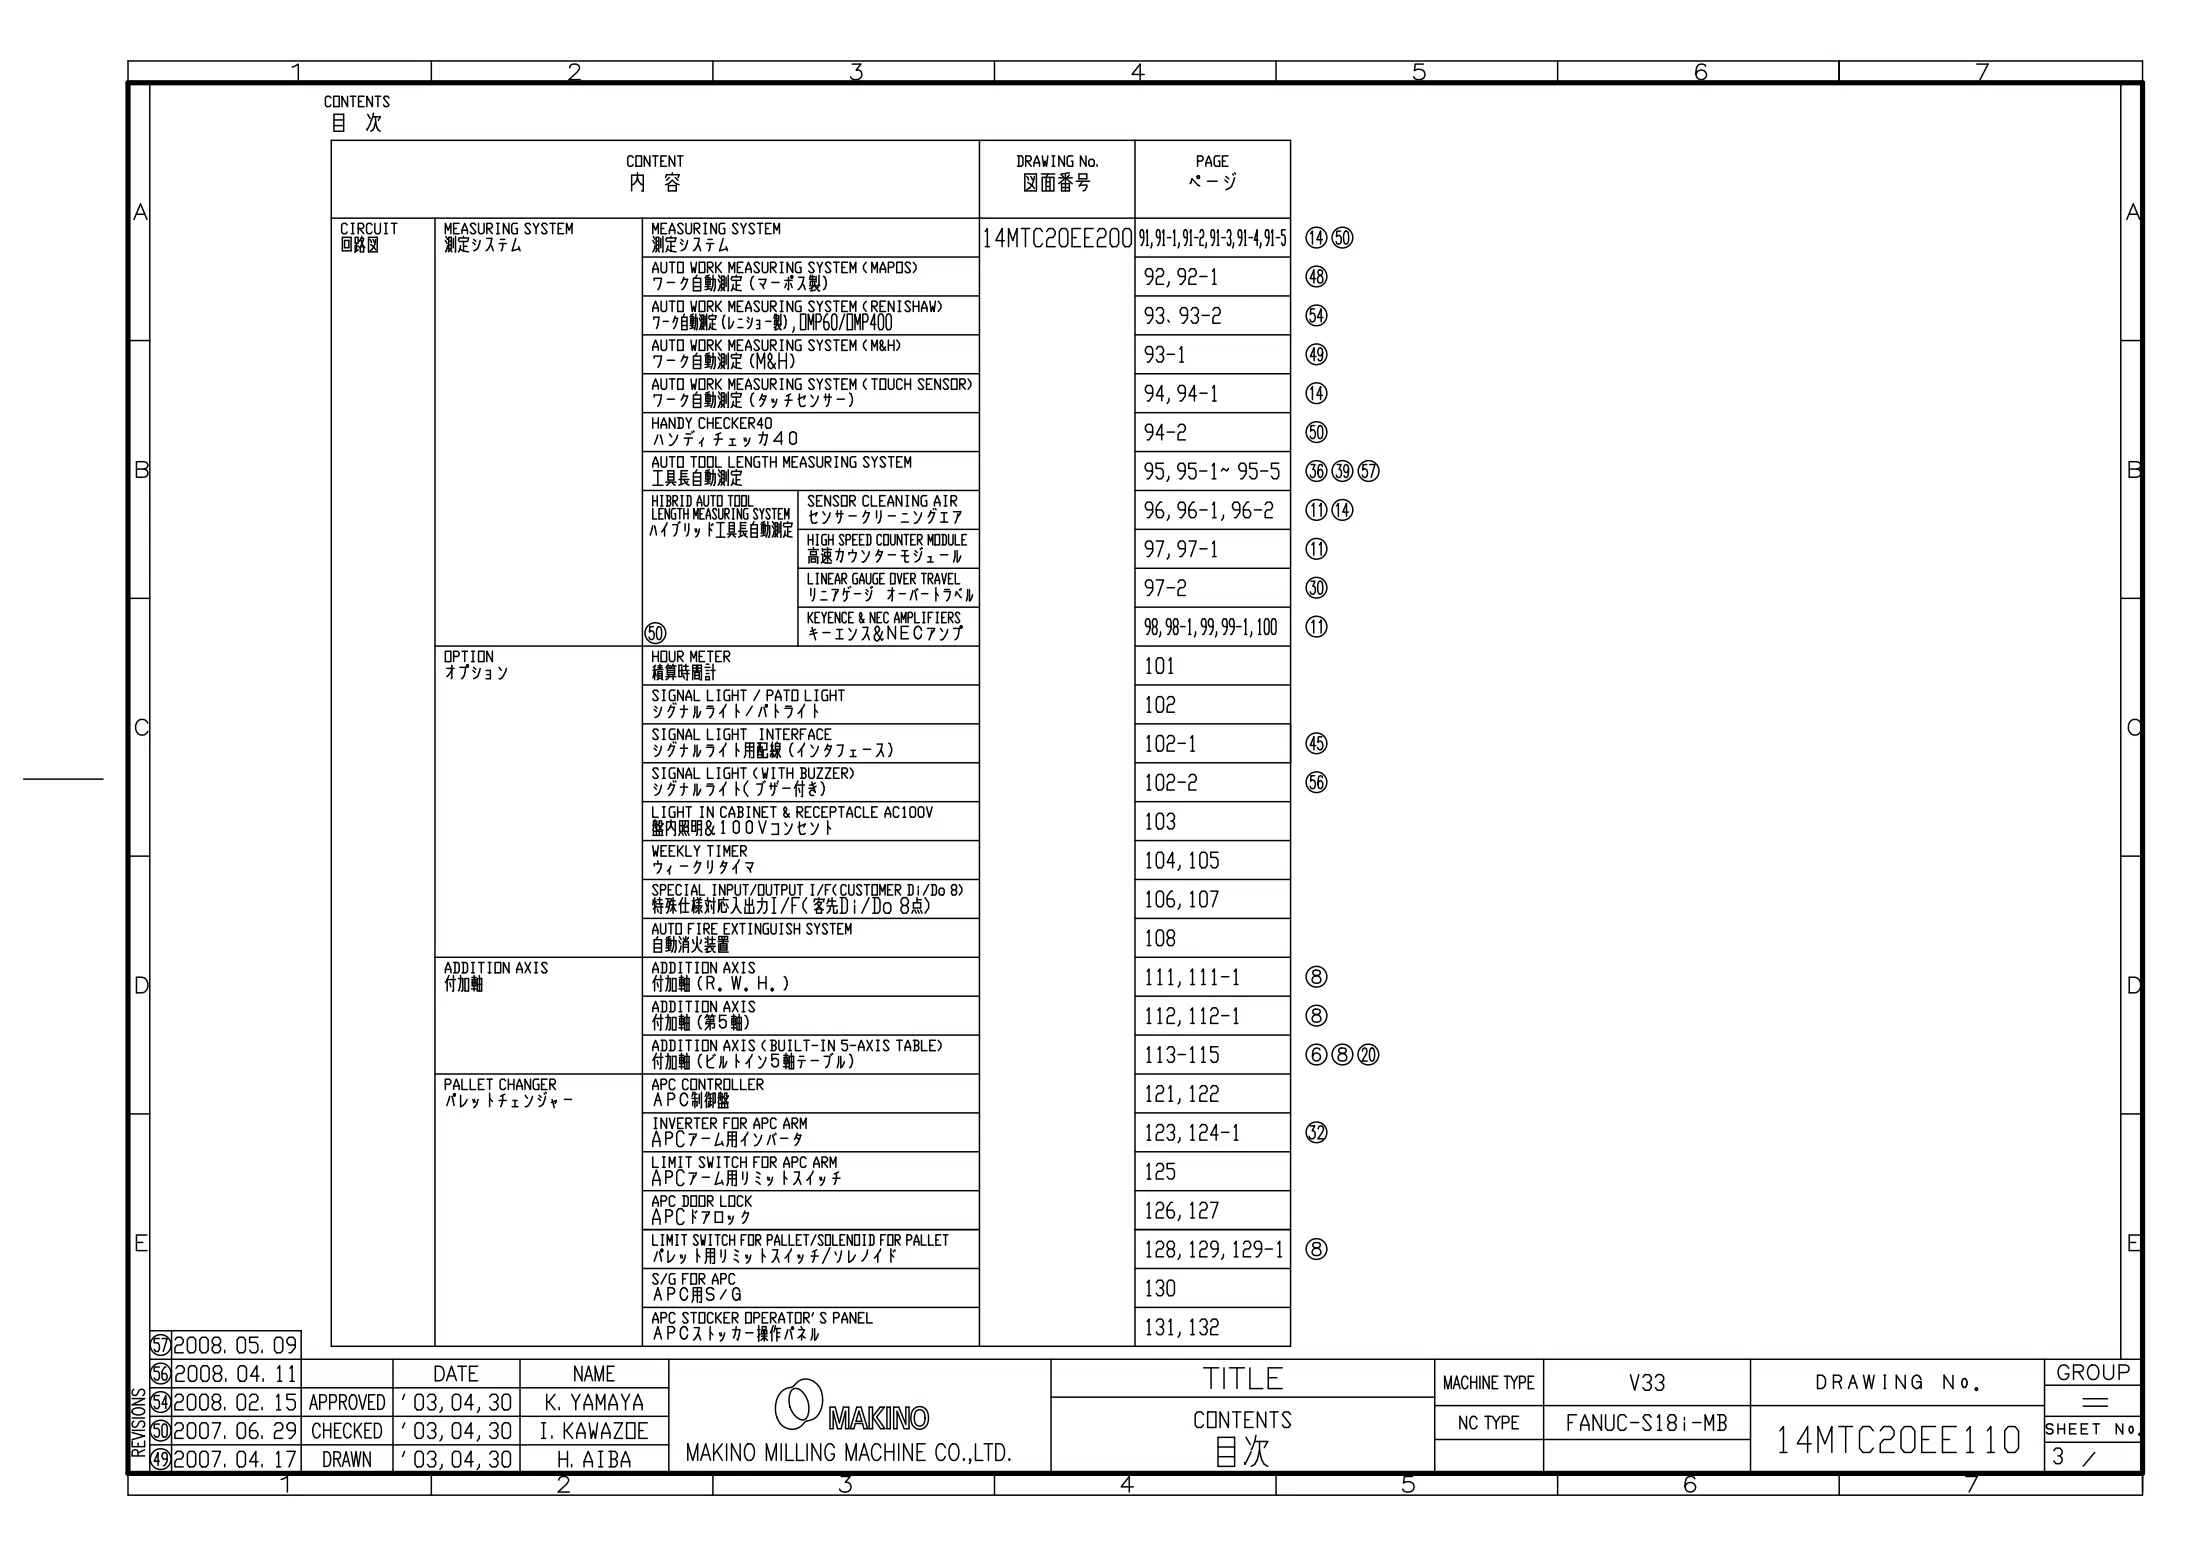 1 2 3 4 5 6 7
CONTENTS
目 次
CONTENT DRAWING No. PAGE
内 容 図面番号 ページ
CIRCUIT MEASURING SYSTEM MEASURING SYSTEM 14MTC20EE200 91,91-1,91-2,91-3,91-4,91-5 ⑭㊿
回路図 測定システム 測定システム
AUTO WORK MEASURING SYSTEM (MAPOS) 92, 92-1 ㊽
ワーク自動測定 (マーポス製)
AUTO WORK MEASURING SYSTEM (RENISHAW) 93、93-2 54
ワーク自動測定(レニショー製),OMP60/OMP400
AUTO WORK MEASURING SYSTEM (M&H) 93-1 ㊾
ワーク自動測定 (M&H)
AUTO WORK MEASURING SYSTEM (TOUCH SENSOR) 94, 94-1 ⑭
ワーク自動測定 (タッチセンサー)
HANDY CHECKER40 94-2 ㊿
ハンディチェッカ40
AUTO TOOL LENGTH MEASURING SYSTEM 95, 95-1~ 95-5 ㊱㊴57
工具長自動測定
HIBRID AUTO TOOL SENSOR CLEANING AIR 96, 96-1, 96-2 ⑪⑭
LENGTH MEASURING SYSTEM センサークリーニングエア
ハイブリッド工具長自動測定
HIGH SPEED COUNTER MODULE 97, 97-1 ⑪
高速カウンターモジュール
LINEAR GAUGE OVER TRAVEL 97-2 ㉚
リニアゲージ オーバートラベル
KEYENCE & NEC AMPLIFIERS 98, 98-1, 99, 99-1, 100 ⑪
㊿ キーエンス&NECアンプ
OPTION HOUR METER 101
オプション 積算時間計
SIGNAL LIGHT / PATO LIGHT 102
シグナルライト/パトライト
SIGNAL LIGHT INTERFACE 102-1 ㊺
シグナルライト用配線 (インタフェース)
SIGNAL LIGHT (WITH BUZZER) 102-2 56
シグナルライト(ブザー付き)
LIGHT IN CABINET & RECEPTACLE AC100V 103
盤内照明&100Vコンセント
WEEKLY TIMER 104, 105
ウィークリタイマ
SPECIAL INPUT/OUTPUT I/F(CUSTOMER Di/Do 8) 106, 107
特殊仕様対応入出力I/F(客先Di/Do 8点)
AUTO FIRE EXTINGUISH SYSTEM 108
自動消火装置
ADDITION AXIS ADDITION AXIS 111, 111-1 ⑧
付加軸 付加軸 (R. W. H. )
ADDITION AXIS 112, 112-1 ⑧
付加軸 (第5軸)
ADDITION AXIS (BUILT-IN 5-AXIS TABLE) 113-115 ⑥⑧⑳
付加軸 (ビルトイン5軸テーブル)
PALLET CHANGER APC CONTROLLER 121, 122
パレットチェンジャー APC制御盤
INVERTER FOR APC ARM 123, 124-1 ㉜
APCアーム用インバータ
LIMIT SWITCH FOR APC ARM 125
APCアーム用リミットスイッチ
APC DOOR LOCK 126, 127
APCドアロック
LIMIT SWITCH FOR PALLET/SOLENOID FOR PALLET 128, 129, 129-1 ⑧
パレット用リミットスイッチ/ソレノイド
S/G FOR APC 130
APC用S/G
APC STOCKER OPERATOR'S PANEL 131, 132
APCストッカー操作パネル
A A
B B
C C
D D
E E
REVISIONS
57 2008. 05. 09
56 2008. 04. 11 DATE NAME
54 2008. 02. 15 APPROVED '03, 04, 30 K. YAMAYA
㊿ 2007. 06. 29 CHECKED '03, 04, 30 I. KAWAZOE
㊾ 2007. 04. 17 DRAWN '03, 04, 30 H. AIBA
MAKINO
MAKINO MILLING MACHINE CO.,LTD.
TITLE
CONTENTS
目次
MACHINE TYPE V33
NC TYPE FANUC-S18i-MB
DRAWING No.
14MTC20EE110
GROUP
=
SHEET No.
3 /
1 2 3 4 5 6 7